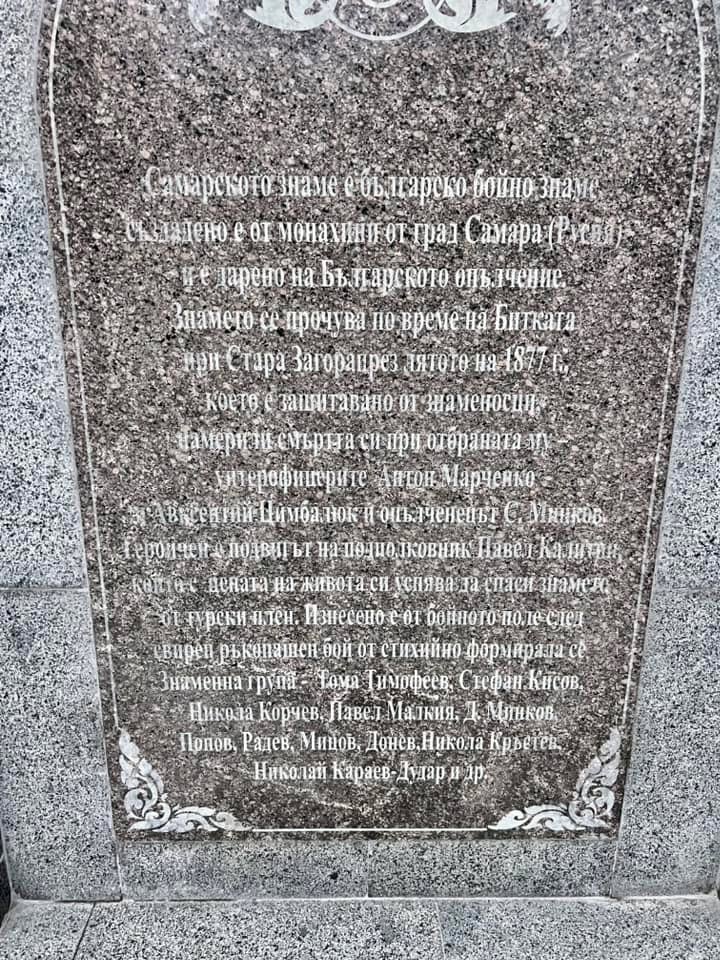 Самарското знаме е българско бойно знаме
създадено е от монахини от град Самара (Русия)
и е дарено на Българското опълчение.
Знамето се прочува по време на Битката
при Стара Загорапрез лятото на 1877 г.,
което е защитавано от знаменосци,
намерили смъртта си при отбраната му
унтерофицерите Антон Марченко
и Авксентий Цимбалюк и опълченецът С. Минков.
Героичен е подвигът на подполковник Павел Калитин,
който с цената на живота си успява да спаси знамето
от турски плен. Изнесено е от бойното поле след
свиреп ръкопашен бой от стихийно формирала се
Знаменна група - Тома Тимофеев, Стефан Кисов,
Никола Корчев, Павел Малкия, Д. Минков,
Попов, Радев, Мицов, Донев,Никола Кръстев,
Николай Караев-Дудар и др.